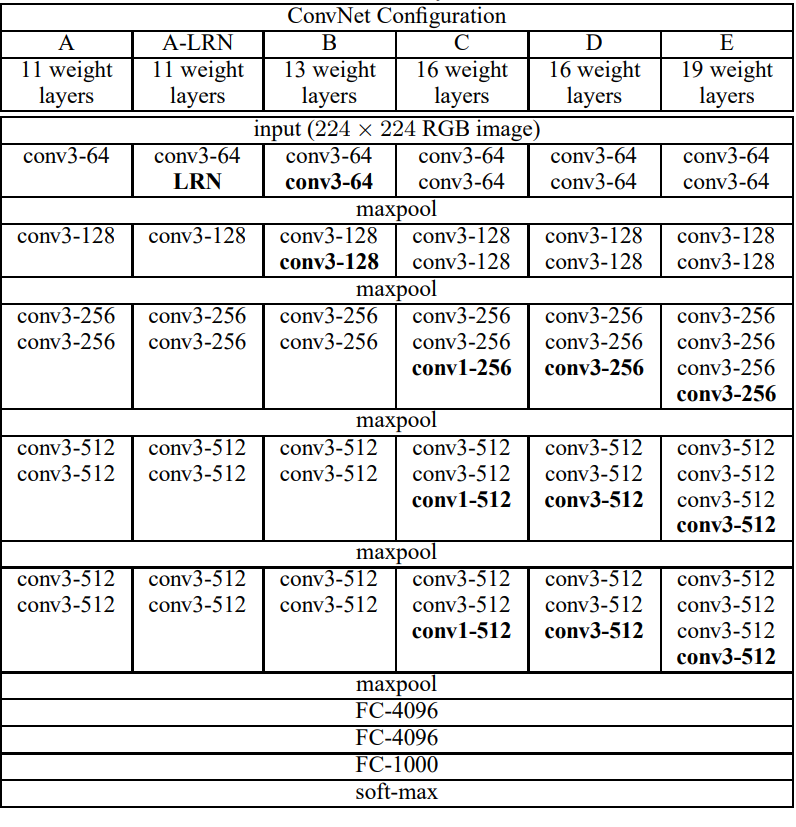 ConvNet Configuration
A A-LRN B C D E
11 weight layers 11 weight layers 13 weight layers 16 weight layers 16 weight layers 19 weight layers
input (224 × 224 RGB image)
conv3-64 conv3-64 conv3-64 conv3-64 conv3-64 conv3-64
LRN conv3-64 conv3-64 conv3-64 conv3-64
maxpool
conv3-128 conv3-128 conv3-128 conv3-128 conv3-128 conv3-128
conv3-128 conv3-128 conv3-128 conv3-128
maxpool
conv3-256 conv3-256 conv3-256 conv3-256 conv3-256 conv3-256
conv3-256 conv3-256 conv3-256 conv3-256 conv3-256 conv3-256
conv1-256 conv3-256 conv3-256
conv3-256
maxpool
conv3-512 conv3-512 conv3-512 conv3-512 conv3-512 conv3-512
conv3-512 conv3-512 conv3-512 conv3-512 conv3-512 conv3-512
conv1-512 conv3-512 conv3-512
conv3-512
maxpool
conv3-512 conv3-512 conv3-512 conv3-512 conv3-512 conv3-512
conv3-512 conv3-512 conv3-512 conv3-512 conv3-512 conv3-512
conv1-512 conv3-512 conv3-512
conv3-512
maxpool
FC-4096
FC-4096
FC-1000
soft-max